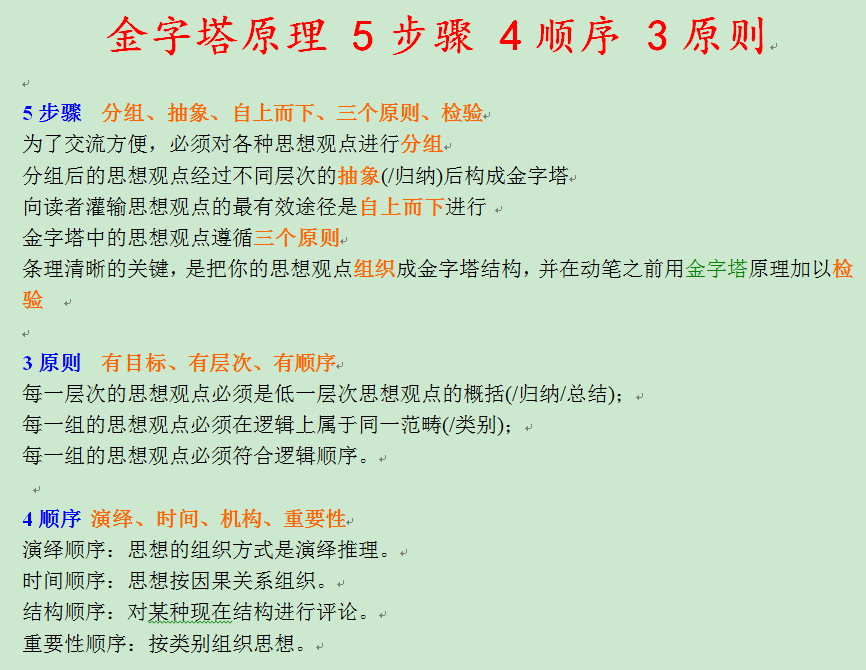 金字塔原理 5 步骤 4 顺序 3 原则
5 步骤 分组、抽象、自上而下、三个原则、检验
为了交流方便，必须对各种思想观点进行分组
分组后的思想观点经过不同层次的抽象(/归纳)后构成金字塔
向读者灌输思想观点的最有效途径是自上而下进行
金字塔中的思想观点遵循三个原则
条理清晰的关键，是把你的思想观点组织成金字塔结构，并在动笔之前用金字塔原理加以检
验
3 原则 有目标、有层次、有顺序
每一层次的思想观点必须是低一层次思想观点的概括(/归纳/总结)；
每一组的思想观点必须在逻辑上属于同一范畴(/类别)；
每一组的思想观点必须符合逻辑顺序。
4 顺序 演绎、时间、机构、重要性
演绎顺序：思想的组织方式是演绎推理。
时间顺序：思想按因果关系组织。
结构顺序：对某种现在结构进行评论。
重要性顺序：按类别组织思想。